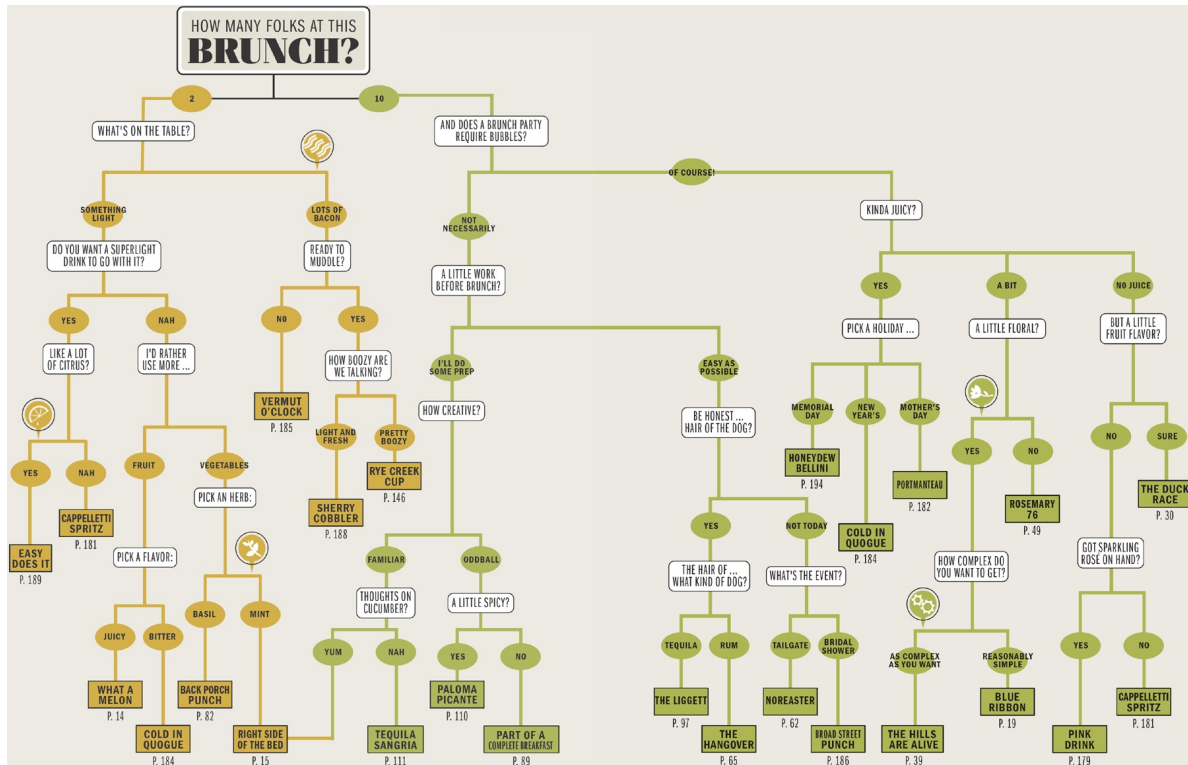 HOW MANY FOLKS AT THIS
BRUNCH?
2
10
WHAT'S ON THE TABLE?
AND DOES A BRUNCH PARTY
REQUIRE BUBBLES?
OF COURSE!
SOMETHING
LIGHT
LOTS OF
BACON
NOT
NECESSARILY
KINDA JUICY?
DO YOU WANT A SUPERLIGHT
DRINK TO GO WITH IT?
READY TO
MUDDLE?
A LITTLE WORK
BEFORE BRUNCH?
YES
A BIT
NO JUICE
YES
NAH
NO
YES
PICK A HOLIDAY ...
A LITTLE FLORAL?
BUT A LITTLE
FRUIT FLAVOR?
LIKE A LOT
OF CITRUS?
I'D RATHER
USE MORE ...
HOW BOOZY ARE
WE TALKING?
I'LL DO
SOME PREP
EASY AS
POSSIBLE
VERMUT
O'CLOCK
P. 185
HOW CREATIVE?
BE HONEST ...
HAIR OF THE DOG?
MEMORIAL
DAY
NEW
YEAR'S
MOTHER'S
DAY
LIGHT AND
FRESH
PRETTY
BOOZY
YES
NO
NO
SURE
YES
NAH
FRUIT
VEGETABLES
RYE CREEK
CUP
P. 146
HONEYDEW
BELLINI
P. 194
PORTMANTEAU
P. 182
ROSEMARY
76
P. 49
THE DUCK
RACE
P. 30
PICK AN HERB:
SHERRY
COBBLER
P. 188
CAPPELLETTI
SPRITZ
P. 181
YES
NOT TODAY
COLD IN
QUOGUE
P. 184
EASY
DOES IT
P. 189
PICK A FLAVOR:
FAMILIAR
ODDBALL
THE HAIR OF ...
WHAT KIND OF DOG?
WHAT'S THE EVENT?
HOW COMPLEX DO
YOU WANT TO GET?
GOT SPARKLING
ROSÉ ON HAND?
THOUGHTS ON
CUCUMBER?
A LITTLE SPICY?
BASIL
MINT
JUICY
BITTER
YUM
NAH
YES
NO
TEQUILA
RUM
TAILGATE
BRIDAL
SHOWER
AS COMPLEX
AS YOU WANT
REASONABLY
SIMPLE
YES
NO
WHAT A
MELON
P. 14
BACK PORCH
PUNCH
P. 82
PALOMA
PICANTE
P. 110
THE LIGGETT
P. 97
NOREASTER
P. 62
BLUE
RIBBON
P. 19
CAPPELLETTI
SPRITZ
P. 181
COLD IN
QUOGUE
P. 184
RIGHT SIDE
OF THE BED
P. 15
TEQUILA
SANGRIA
P. 111
PART OF A
COMPLETE BREAKFAST
P. 89
THE
HANGOVER
P. 65
BROAD STREET
PUNCH
P. 186
THE HILLS
ARE ALIVE
P. 39
PINK
DRINK
P. 179